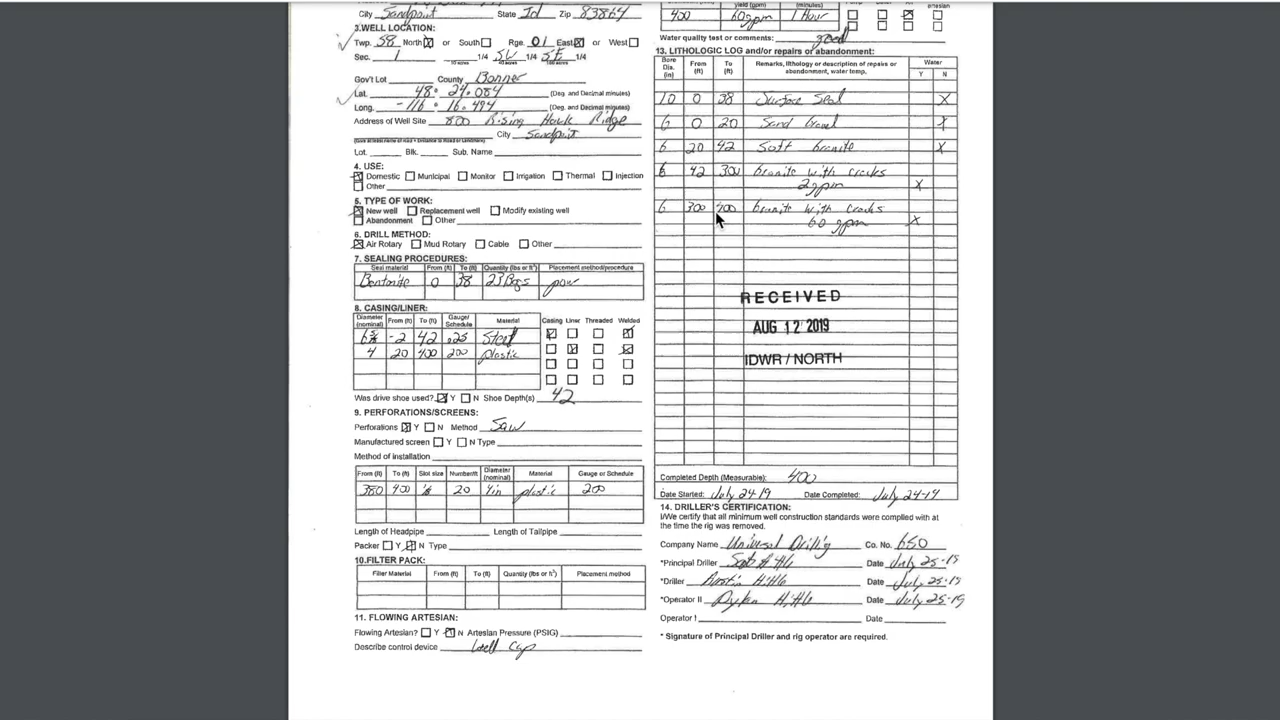 City Sandpoint State Id Zip 83864
3.WELL LOCATION:
Twp. 58 North or South Rge. 01 East or West
Sec. 1 1/4 SW 1/4 SE 1/4
10 acres 40 acres 160 acres
Gov't Lot County Bonner
Lat. 48° 24.084 (Deg. and Decimal minutes)
Long. -116° 16.494 (Deg. and Decimal minutes)
Address of Well Site 800 Rising Hawk Ridge
City Sandpoint
Lot. Blk. Sub. Name
4. USE:
Domestic Municipal Monitor Irrigation Thermal Injection
Other
5. TYPE OF WORK:
New well Replacement well Modify existing well
Abandonment Other
6. DRILL METHOD:
Air Rotary Mud Rotary Cable Other
7. SEALING PROCEDURES:
Seal material From (ft) To (ft) Quantity (lbs or ft³) Placement method/procedure
Bentonite 0 38 23 Bags pour
8. CASING/LINER:
Diameter (nominal) From (ft) To (ft) Gauge/Schedule Material Casing Liner Threaded Welded
6 5/8 -2 42 .25 Steel
4 20 400 200 plastic
Was drive shoe used? Y N Shoe Depth(s) 42
9. PERFORATIONS/SCREENS:
Perforations Y N Method Saw
Manufactured screen Y N Type
Method of installation
From (ft) To (ft) Slot size Number/ft Diameter (nominal) Material Gauge or Schedule
380 400 20 4in plastic 200
Length of Headpipe Length of Tailpipe
Packer Y N Type
10.FILTER PACK:
Filter Material From (ft) To (ft) Quantity (lbs or ft³) Placement method
11. FLOWING ARTESIAN:
Flowing Artesian? Y N Artesian Pressure (PSIG)
Describe control device Well Cap
yield (gpm) (minutes) artesian
400 60gpm 1 Hour
Water quality test or comments: good
13. LITHOLOGIC LOG and/or repairs or abandonment:
Bore Dia. (in) From (ft) To (ft) Remarks, lithology or description of repairs or abandonment, water temp. Water Y N
10 0 38 Surface Seal X
6 0 20 Sand Gravel X
6 20 42 Soft Granite X
6 42 300 Granite with cracks
2gpm X
6 300 400 Granite with cracks
60 gpm X
RECEIVED
AUG 12 2019
IDWR / NORTH
Completed Depth (Measurable): 400
Date Started: July 24-19 Date Completed: July 24-19
14. DRILLER'S CERTIFICATION:
I/We certify that all minimum well construction standards were complied with at
the time the rig was removed.
Company Name Universal Drilling Co. No. 650
*Principal Driller Date July 25-19
*Driller Austin Hittle Date July 25-19
*Operator II Dylan Hittle Date July 25-19
Operator I Date
* Signature of Principal Driller and rig operator are required.